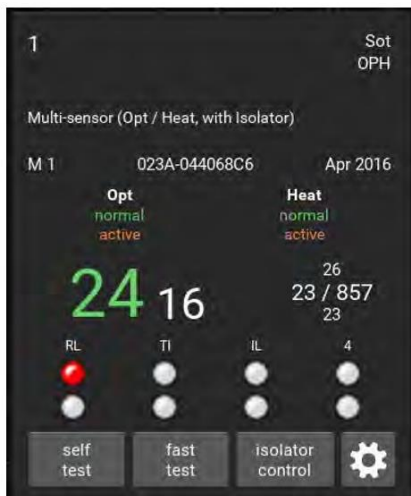 1 Sot
OPH
Multi-sensor (Opt / Heat, with Isolator)
M 1 023A-044068C6 Apr 2016
Opt Heat
normal normal
active active
26
24 16 23 / 857
23
RL TI IL 4
self fast isolator
test test control